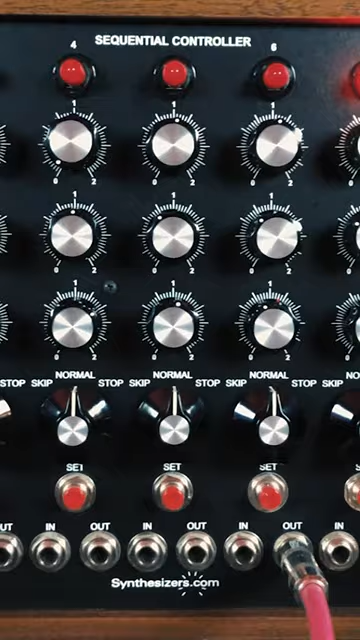 SEQUENTIAL CONTROLLER
4 6
1 1 1
0 2 0 2 0 2
1 1 1
0 2 0 2 0 2 0
1 1 1
0 2 0 2 0 2
NORMAL NORMAL NORMAL
STOP SKIP STOP SKIP STOP SKIP STOP SKIP
SET SET SET
IN OUT IN OUT IN OUT IN
Synthesizers.com